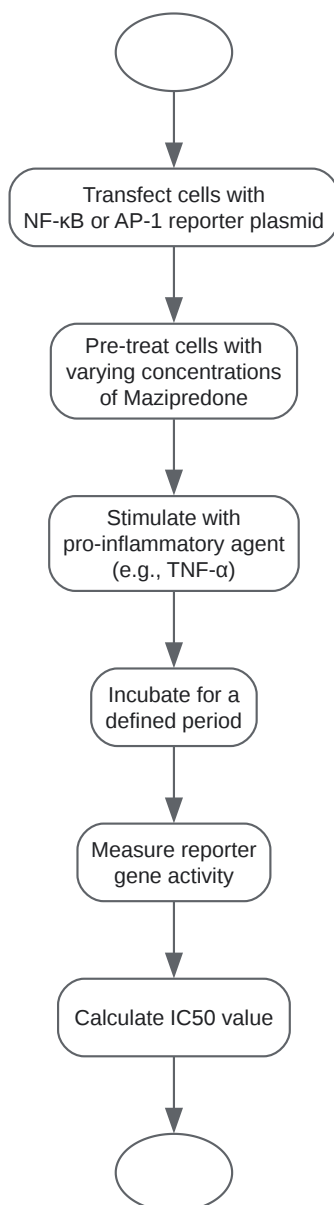 Transfect cells with
NF-κB or AP-1 reporter plasmid
Pre-treat cells with
varying concentrations
of Mazipredone
Stimulate with
pro-inflammatory agent
(e.g., TNF-α)
Incubate for a
defined period
Measure reporter
gene activity
Calculate IC50 value